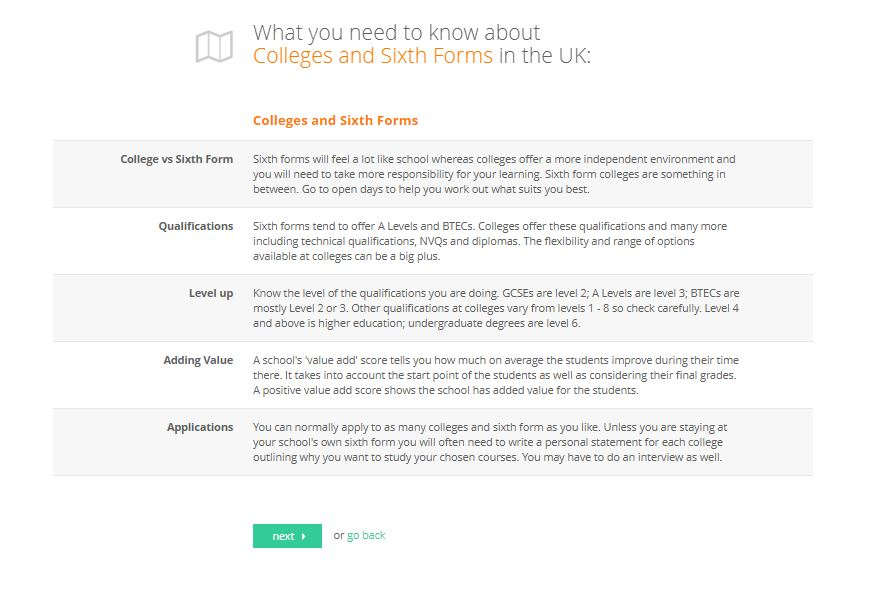 What you need to know about
Colleges and Sixth Forms in the UK:
Colleges and Sixth Forms
College vs Sixth Form
Sixth forms will feel a lot like school whereas colleges offer a more independent environment and
you will need to take more responsibility for your learning. Sixth form colleges are something in
between. Go to open days to help you work out what suits you best.
Qualifications
Sixth forms tend to offer A Levels and BTECs. Colleges offer these qualifications and many more
including technical qualifications, NVQs and diplomas. The flexibility and range of options
available at colleges can be a big plus.
Level up
Know the level of the qualifications you are doing. GCSEs are level 2; A Levels are level 3; BTECs are
mostly Level 2 or 3. Other qualifications at colleges vary from levels 1 - 8 so check carefully. Level 4
and above is higher education; undergraduate degrees are level 6.
Adding Value
A school's 'value add' score tells you how much on average the students improve during their time
there. It takes into account the start point of the students as well as considering their final grades.
A positive value add score shows the school has added value for the students.
Applications
You can normally apply to as many colleges and sixth form as you like. Unless you are staying at
your school's own sixth form you will often need to write a personal statement for each college
outlining why you want to study your chosen courses. You may have to do an interview as well.
next or go back